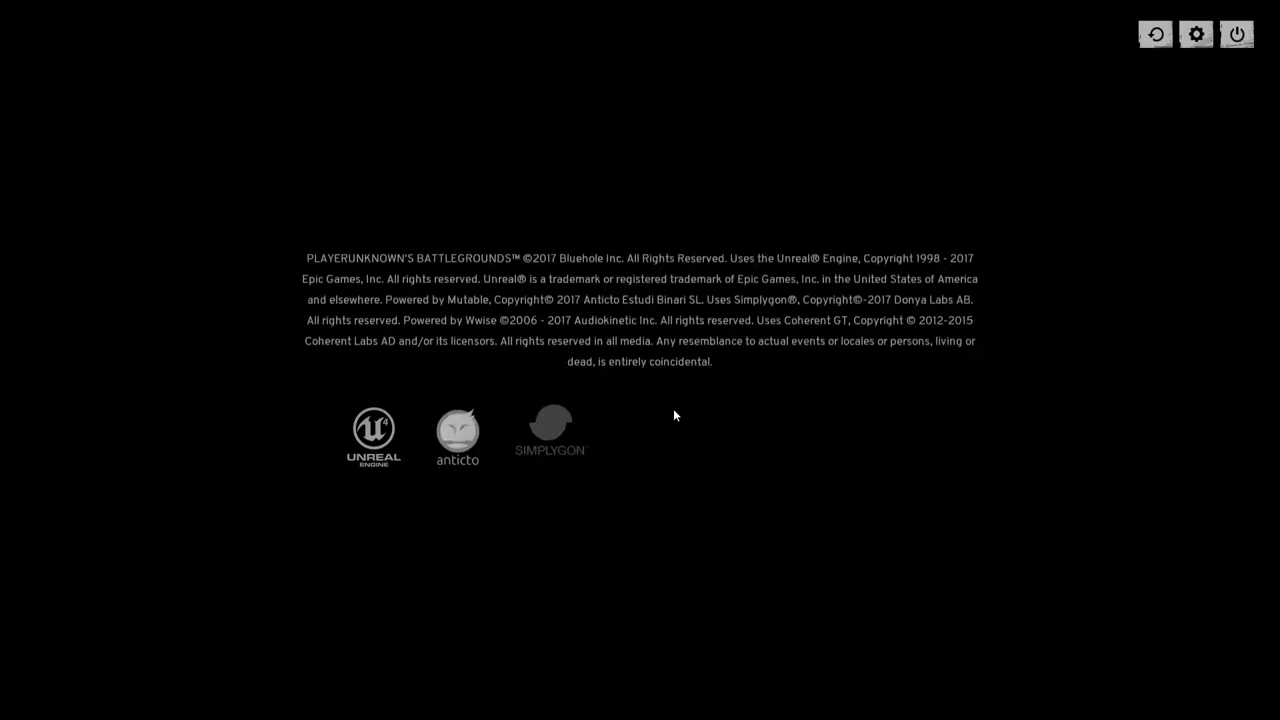 PLAYERUNKNOWN'S BATTLEGROUNDS™ ©2017 Bluehole Inc. All Rights Reserved. Uses the Unreal® Engine, Copyright 1998 - 2017
Epic Games, Inc. All rights reserved. Unreal® is a trademark or registered trademark of Epic Games, Inc. in the United States of America
and elsewhere. Powered by Mutable, Copyright© 2017 Anticto Estudi Binari SL. Uses Simplygon®, Copyright©-2017 Donya Labs AB.
All rights reserved. Powered by Wwise ©2006 - 2017 Audiokinetic Inc. All rights reserved. Uses Coherent GT, Copyright © 2012-2015
Coherent Labs AD and/or its licensors. All rights reserved in all media. Any resemblance to actual events or locales or persons, living or
dead, is entirely coincidental.
U4
UNREAL
ENGINE
anticto
SIMPLYGON™